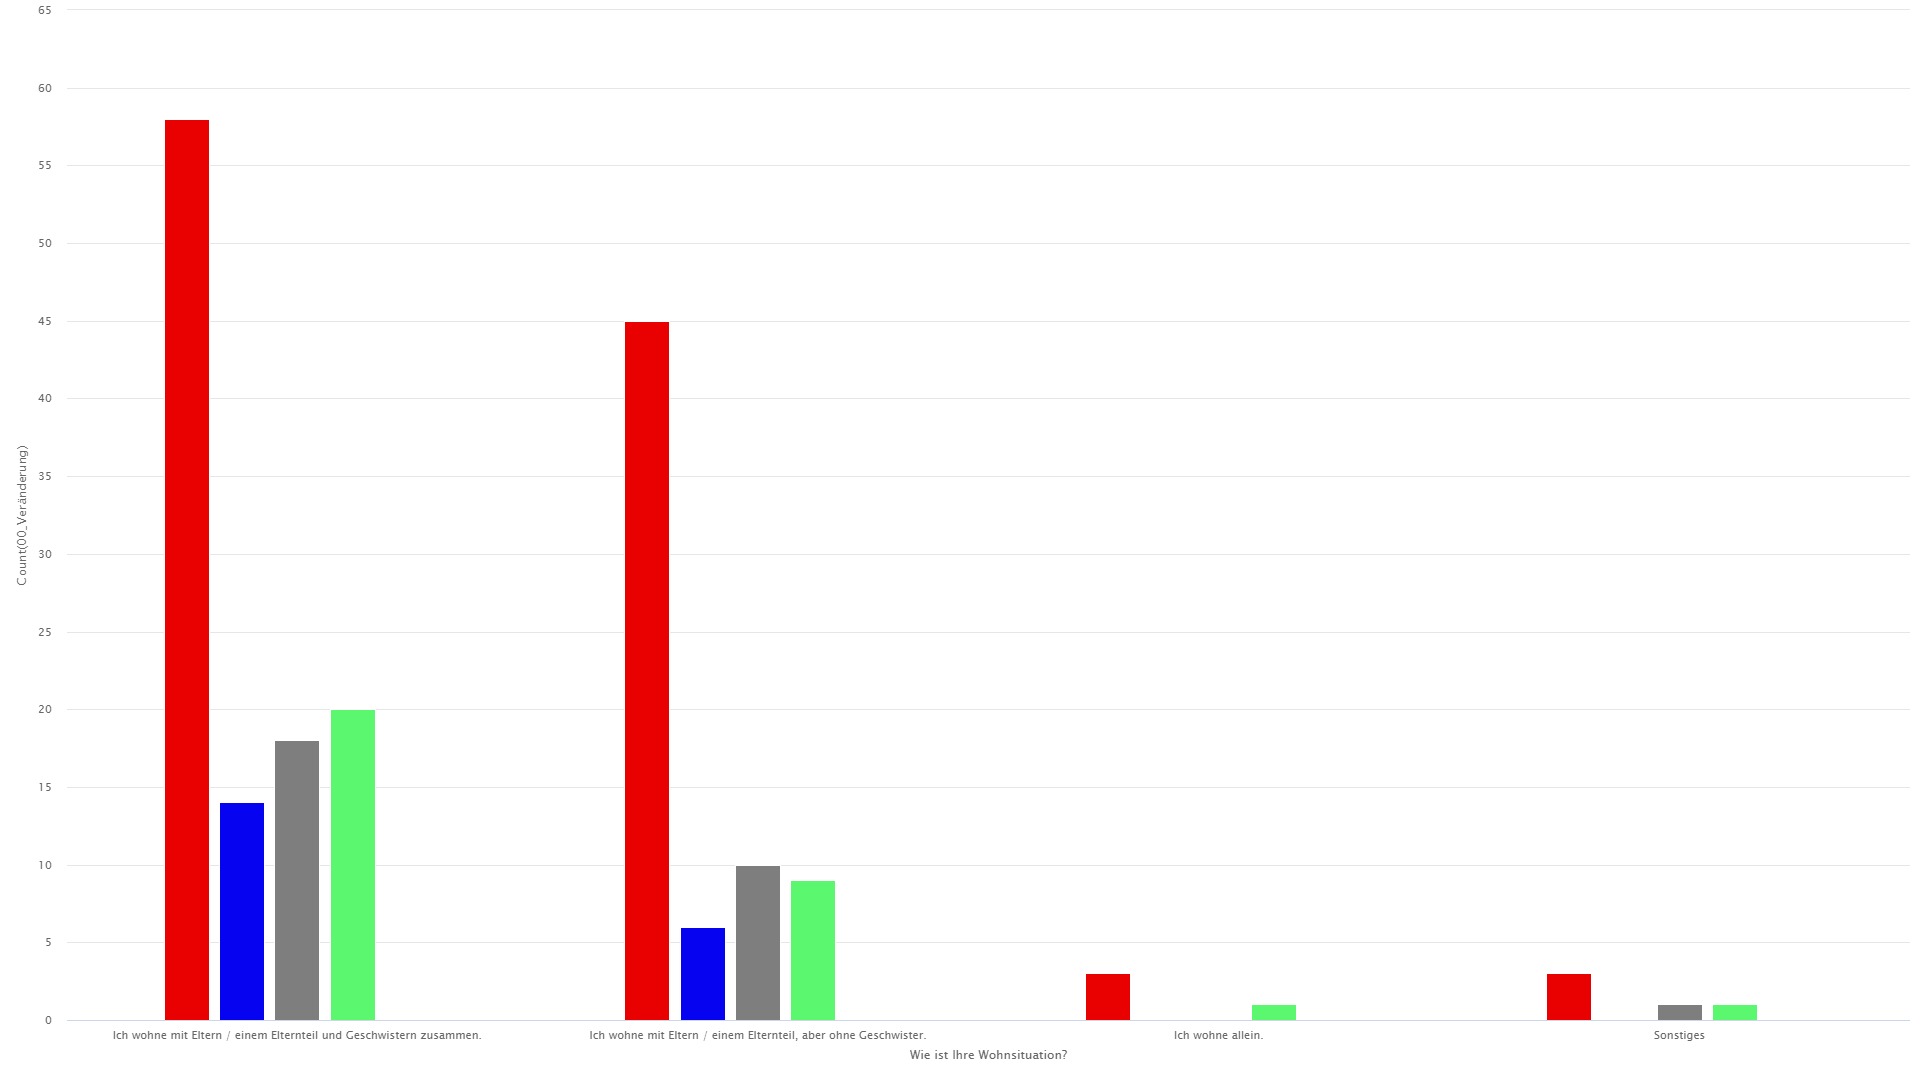 65
60
55
50
45
40
35
30
25
20
15
10
5
0
Count(00_Veränderung)
Ich wohne mit Eltern / einem Elternteil und Geschwistern zusammen.
Ich wohne mit Eltern / einem Elternteil, aber ohne Geschwister.
Ich wohne allein.
Sonstiges
Wie ist Ihre Wohnsituation?